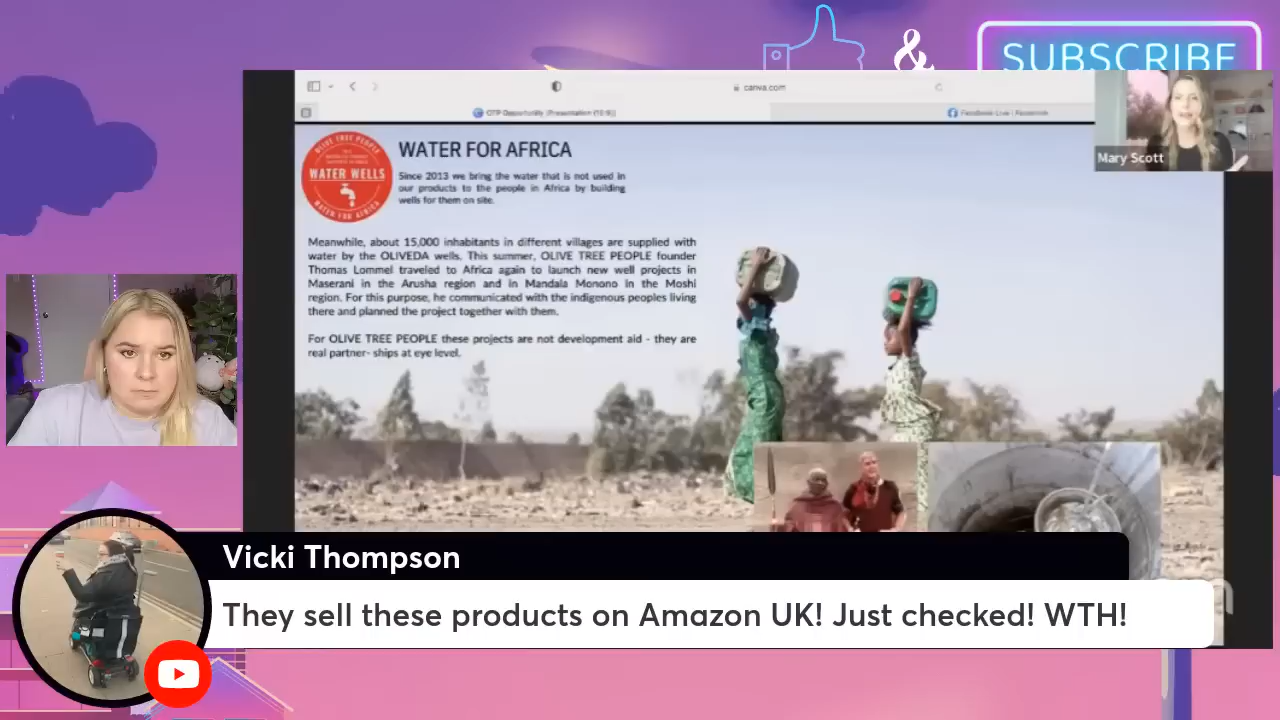 &
SUBSCRIBE
canva.com
OTP Opportunity (Presentation (16:9))
Facebook Live | Facebook
Mary Scott
OLIVE TREE PEOPLE
WATER WELLS
WATER FOR AFRICA
WATER FOR AFRICA
Since 2013 we bring the water that is not used in
our products to the people in Africa by building
wells for them on site.
Meanwhile, about 15,000 inhabitants in different villages are supplied with
water by the OLIVEDA wells. This summer, OLIVE TREE PEOPLE founder
Thomas Lommel traveled to Africa again to launch new well projects in
Maserani in the Arusha region and in Mandala Monono in the Moshi
region. For this purpose, he communicated with the indigenous peoples living
there and planned the project together with them.
For OLIVE TREE PEOPLE these projects are not development aid - they are
real partner- ships at eye level.
Vicki Thompson
They sell these products on Amazon UK! Just checked! WTH!